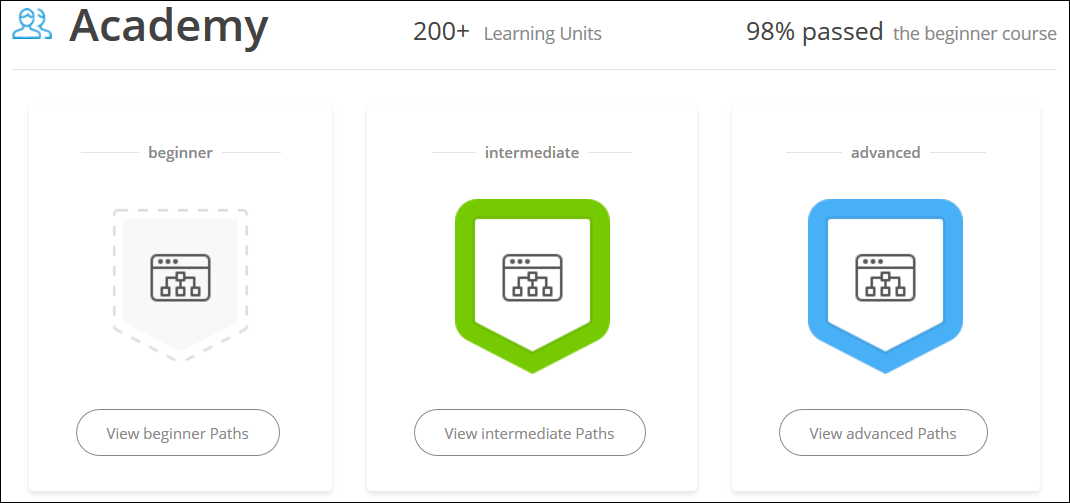 Academy
200+ Learning Units
98% passed the beginner course
beginner
intermediate
advanced
View beginner Paths
View intermediate Paths
View advanced Paths